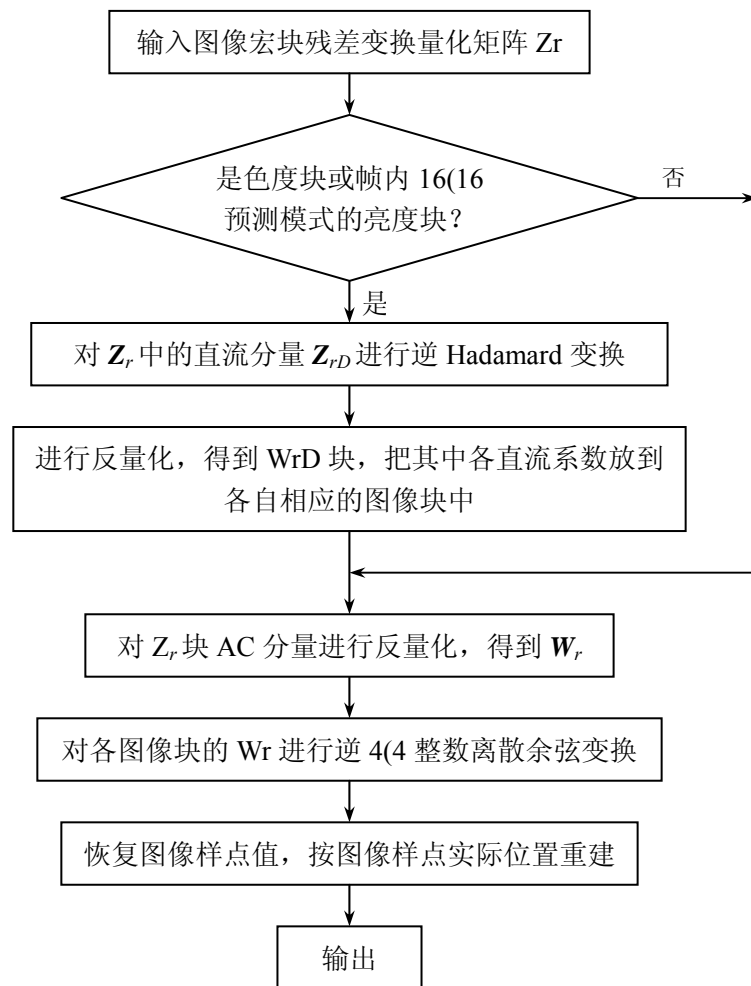 输入图像宏块残差变换量化矩阵 Zr
是色度块或帧内 16(16
预测模式的亮度块？
否
是
对 Zr 中的直流分量 ZrD 进行逆 Hadamard 变换
进行反量化，得到 WrD 块，把其中各直流系数放到
各自相应的图像块中
对 Zr 块 AC 分量进行反量化，得到 Wr
对各图像块的 Wr 进行逆 4(4 整数离散余弦变换
恢复图像样点值，按图像样点实际位置重建
输出